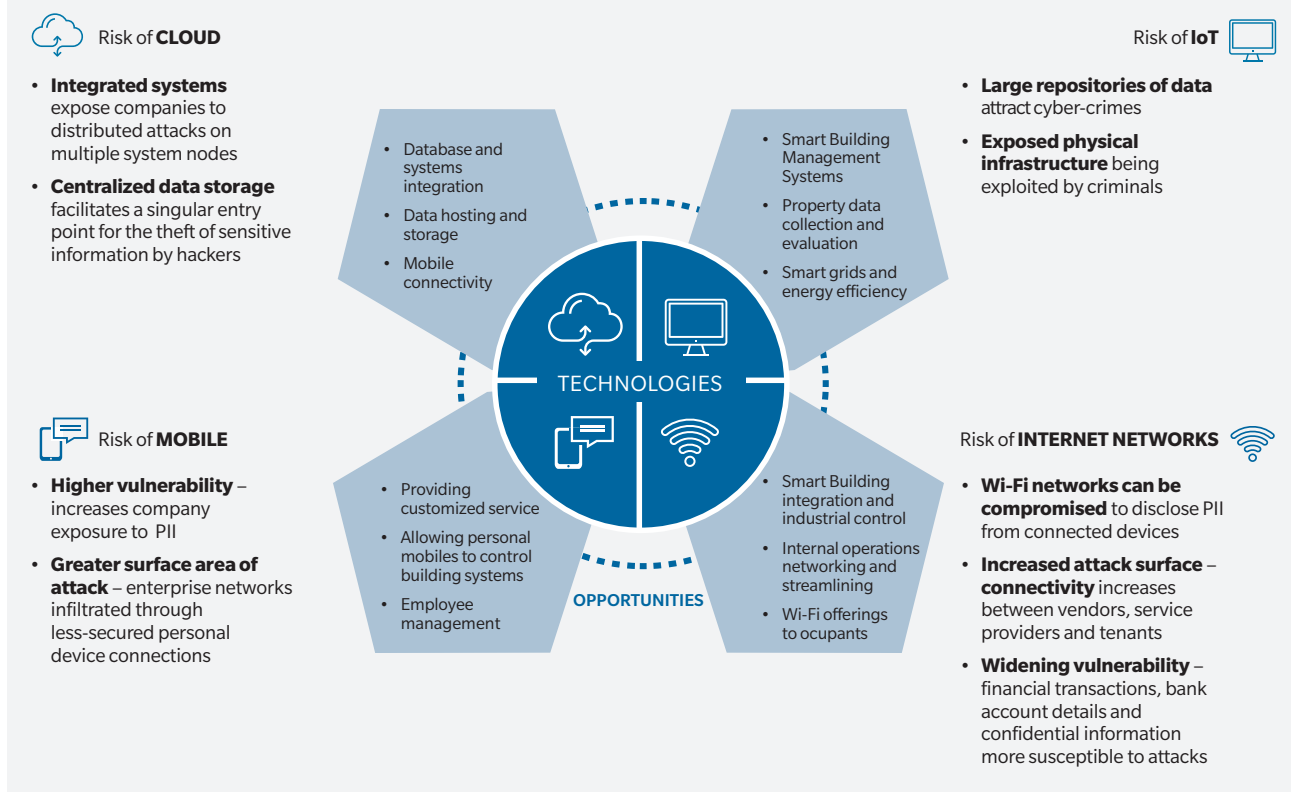 Risk of CLOUD
• Integrated systems
expose companies to
distributed attacks on
multiple system nodes
• Centralized data storage
facilitates a singular entry
point for the theft of sensitive
information by hackers
• Database and
systems
integration
• Data hosting and
storage
• Mobile
connectivity
• Smart Building
Management
Systems
• Property data
collection and
evaluation
• Smart grids and
energy efficiency
Risk of IoT
• Large repositories of data
attract cyber-crimes
• Exposed physical
infrastructure being
exploited by criminals
TECHNOLOGIES
Risk of MOBILE
• Higher vulnerability –
increases company
exposure to PII
• Greater surface area of
attack – enterprise networks
infiltrated through
less-secured personal
device connections
• Providing
customized service
• Allowing personal
mobiles to control
building systems
• Employee
management
OPPORTUNITIES
• Smart Building
integration and
industrial control
• Internal operations
networking and
streamlining
• Wi-Fi offerings
to ocupants
Risk of INTERNET NETWORKS
• Wi-Fi networks can be
compromised to disclose PII
from connected devices
• Increased attack surface –
connectivity increases
between vendors, service
providers and tenants
• Widening vulnerability –
financial transactions, bank
account details and
confidential information
more susceptible to attacks